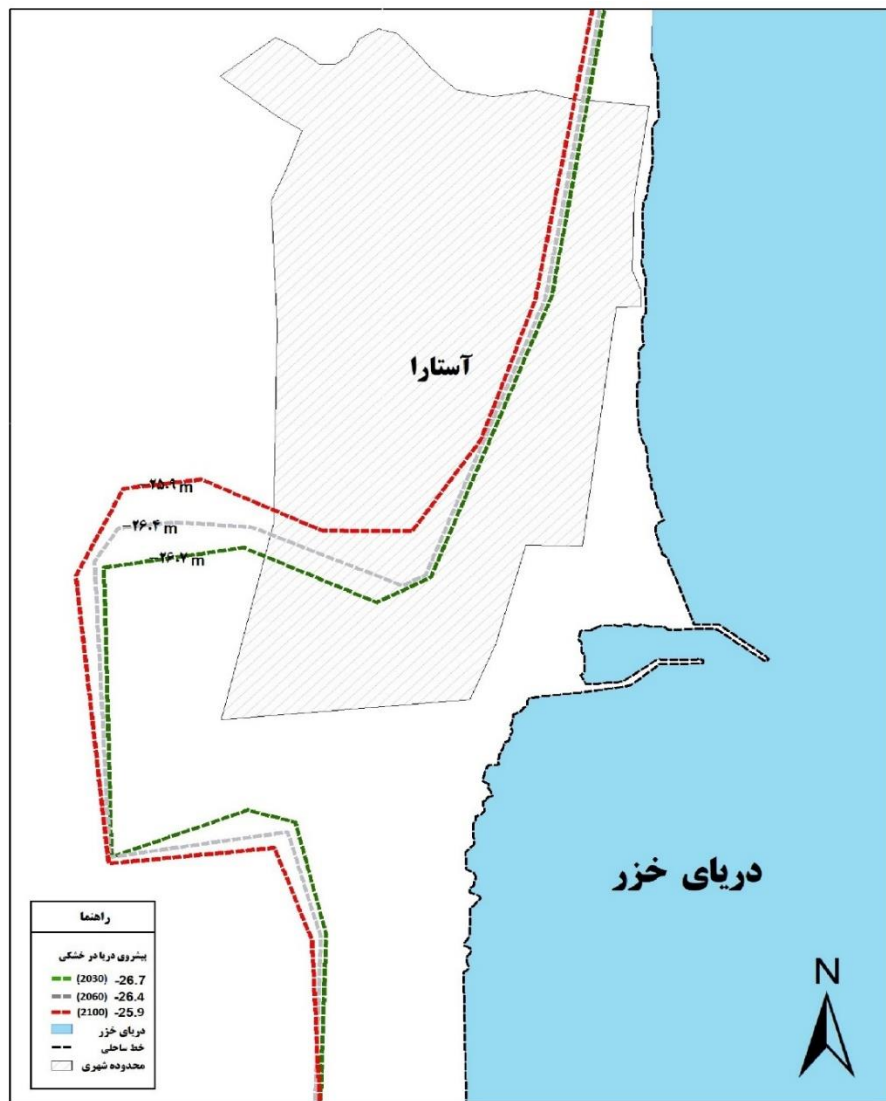 آستارا
–۲۵.۹ m
–۲۶.۴ m
–۲۶.۷ m
دریای خزر
N
راهنما
پیشروی دریا در خشکی
(2030) -26.7
(2060) -26.4
(2100) -25.9
دریای خزر
خط ساحلی
محدوده شهری